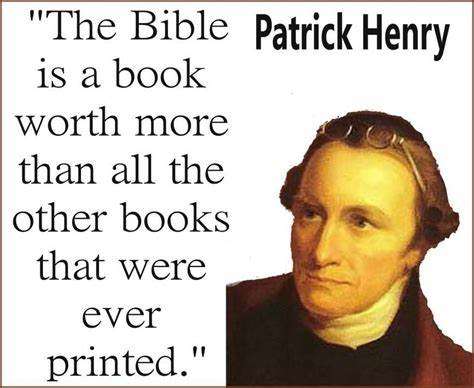 "The Bible
is a book
worth more
than all the
other books
that were
ever
printed."
Patrick Henry